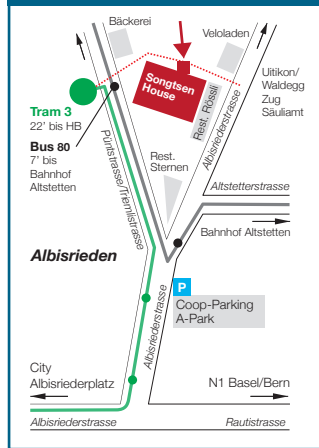 Bäckerei
Veloladen
Songtsen
House
Rest. Rössli
Albisriederstrasse
Uitikon/
Waldegg
Zug
Säuliamt
Tram 3
22’ bis HB
Bus 80
7’ bis
Bahnhof
Altstetten
Püntstrasse/Triemlistrasse
Rest.
Sternen
Altstetterstrasse
Bahnhof Altstetten
Albisrieden
P
Coop-Parking
A-Park
Albisriederstrasse
City
Albisriederplatz
N1 Basel/Bern
Albisriederstrasse
Rautistrasse